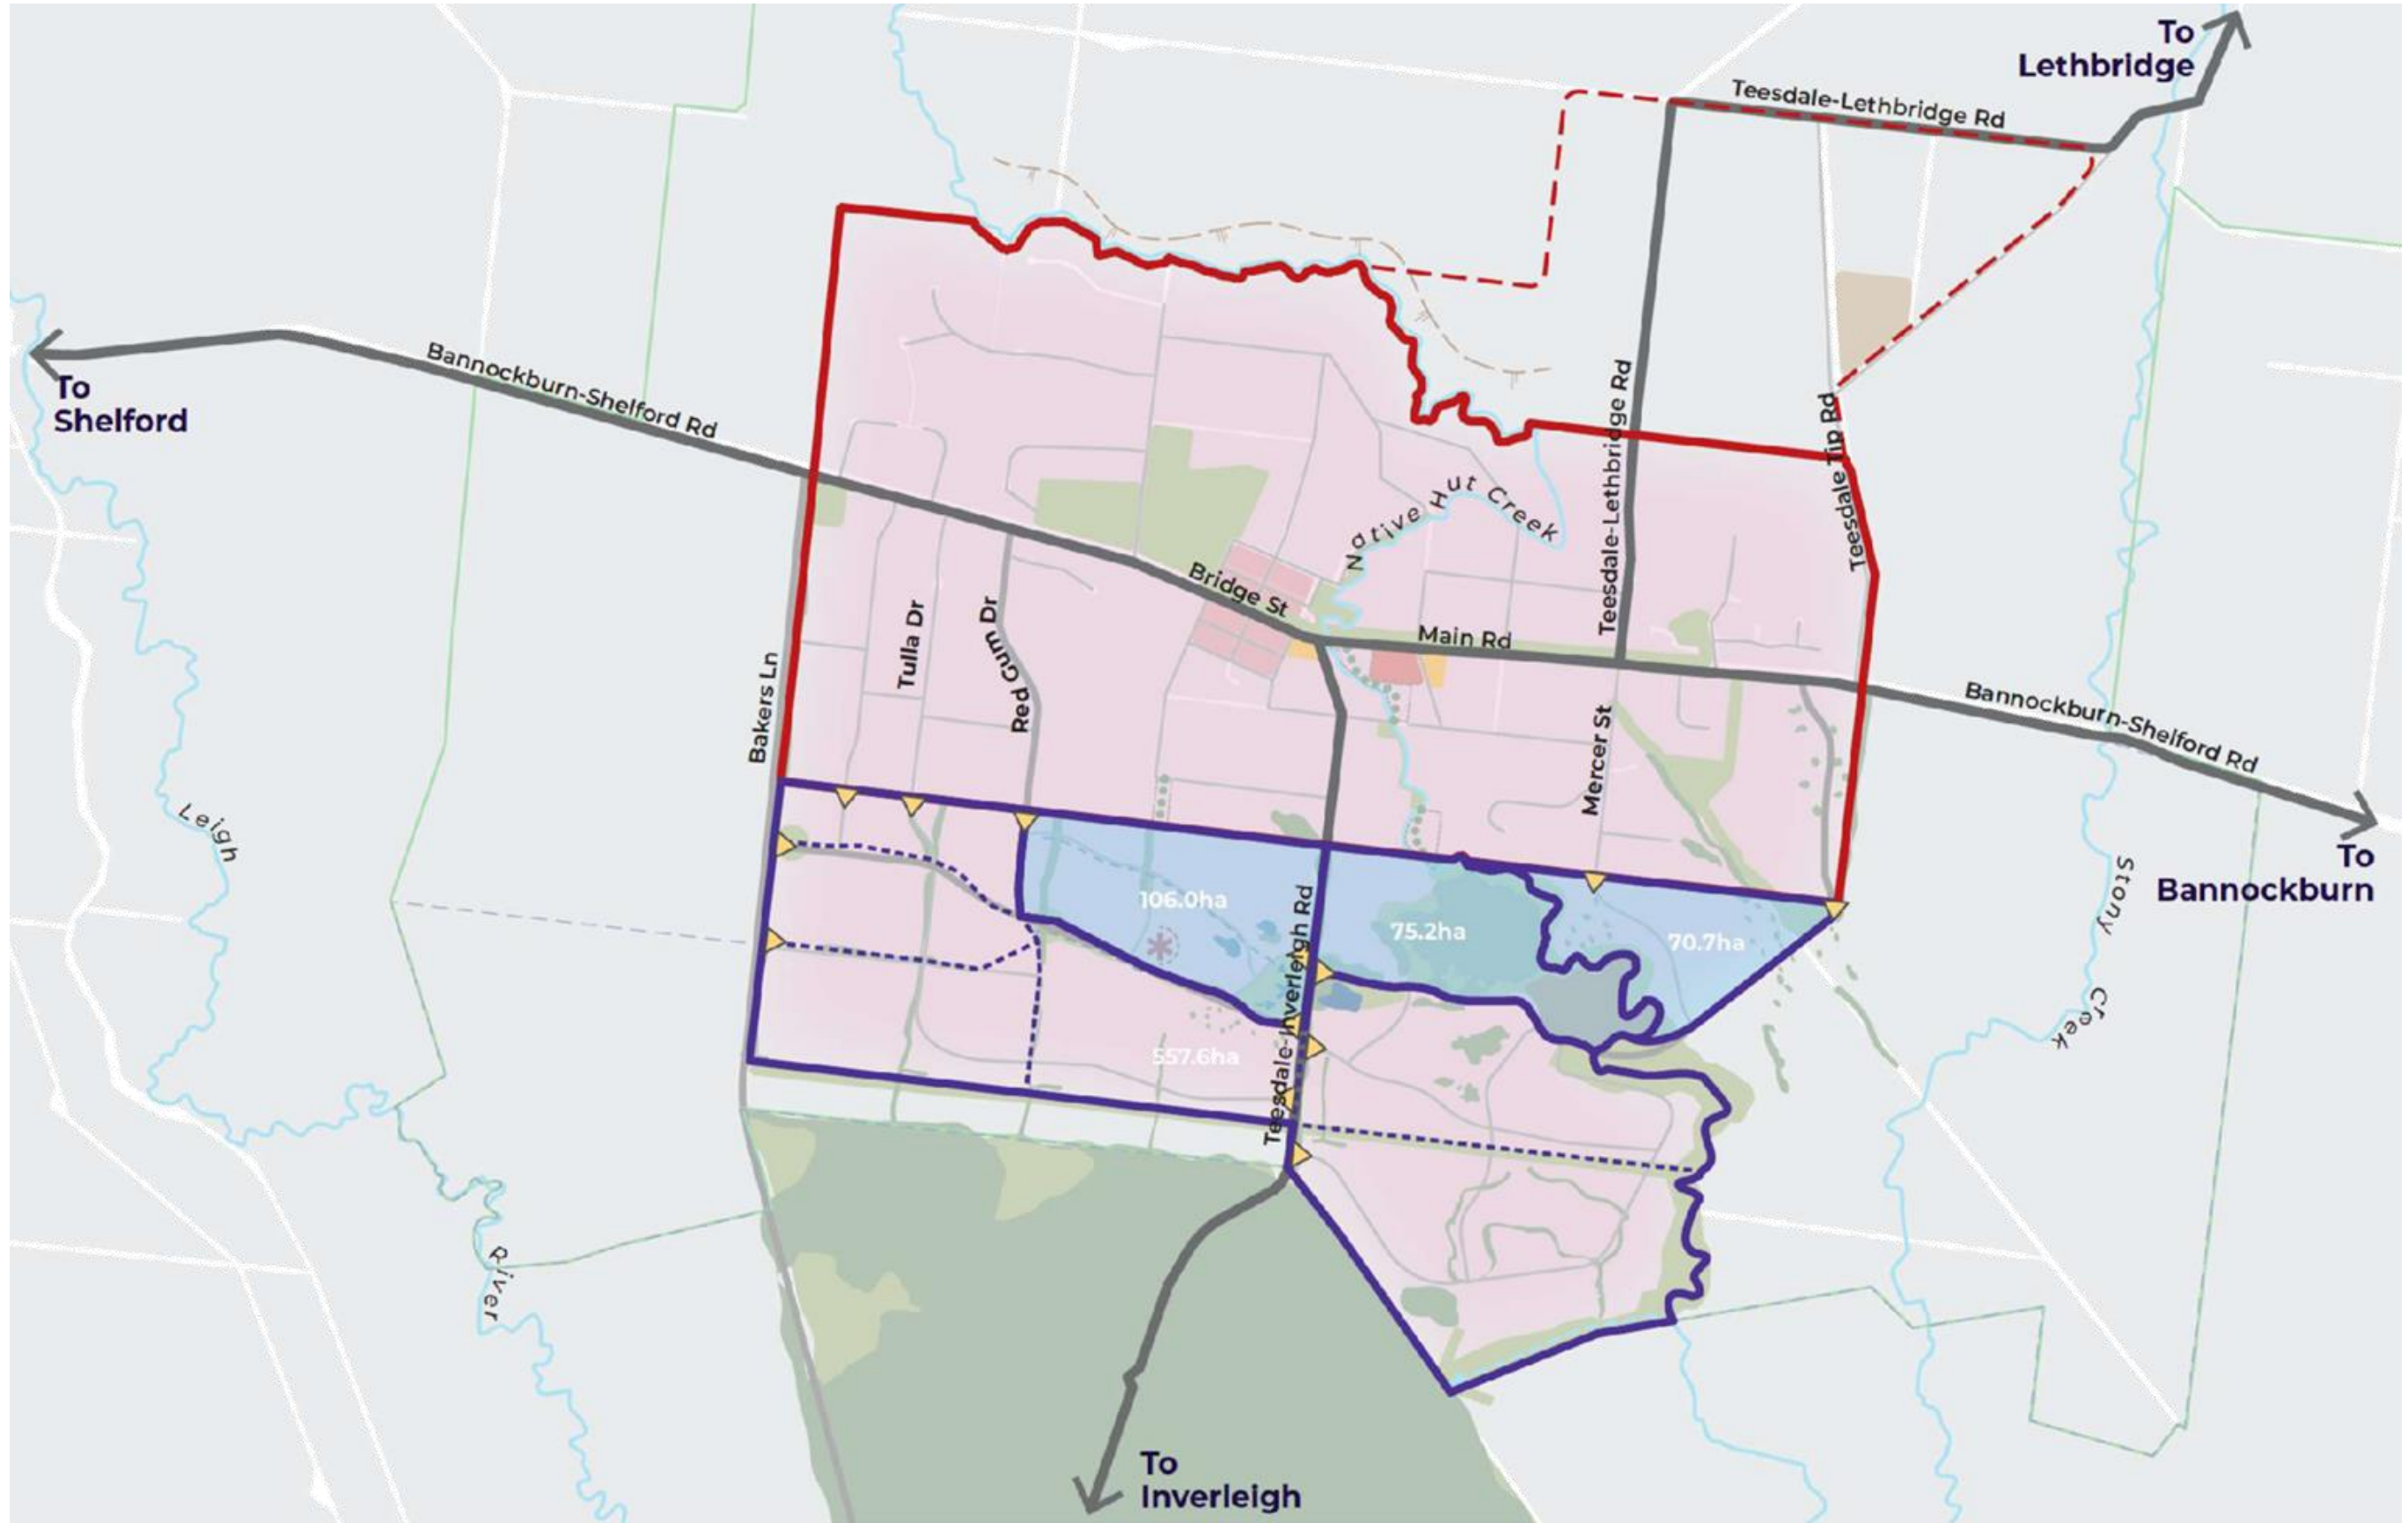 To
Lethbridge
Teesdale-Lethbridge Rd
Bannockburn-Shelford Rd
To
Shelford
Teesdale-Lethbridge Rd
Teesdale Tip Rd
Native Hut Creek
Bridge St
Main Rd
Tulla Dr
Red Gum Dr
Bakers Ln
Mercer St
Bannockburn-Shelford Rd
To
Bannockburn
Leigh
River
Stony
Creek
106.0ha
75.2ha
70.7ha
557.6ha
Teesdale-Inverleigh Rd
To
Inverleigh